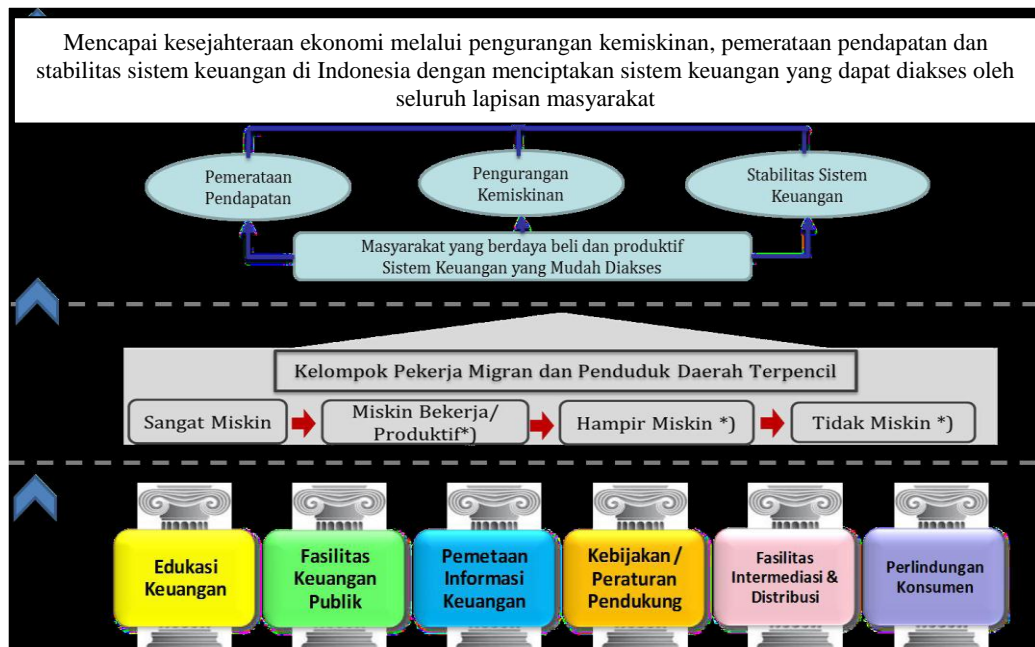 Mencapai kesejahteraan ekonomi melalui pengurangan kemiskinan, pemerataan pendapatan dan
stabilitas sistem keuangan di Indonesia dengan menciptakan sistem keuangan yang dapat diakses oleh
seluruh lapisan masyarakat
Pemerataan
Pendapatan
Pengurangan
Kemiskinan
Stabilitas Sistem
Keuangan
Masyarakat yang berdaya beli dan produktif
Sistem Keuangan yang Mudah Diakses
Kelompok Pekerja Migran dan Penduduk Daerah Terpencil
Sangat Miskin
Miskin Bekerja/
Produktif*)
Hampir Miskin *)
Tidak Miskin *)
Edukasi
Keuangan
Fasilitas
Keuangan
Publik
Pemetaan
Informasi
Keuangan
Kebijakan /
Peraturan
Pendukung
Fasilitas
Intermediasi &
Distribusi
Perlindungan
Konsumen